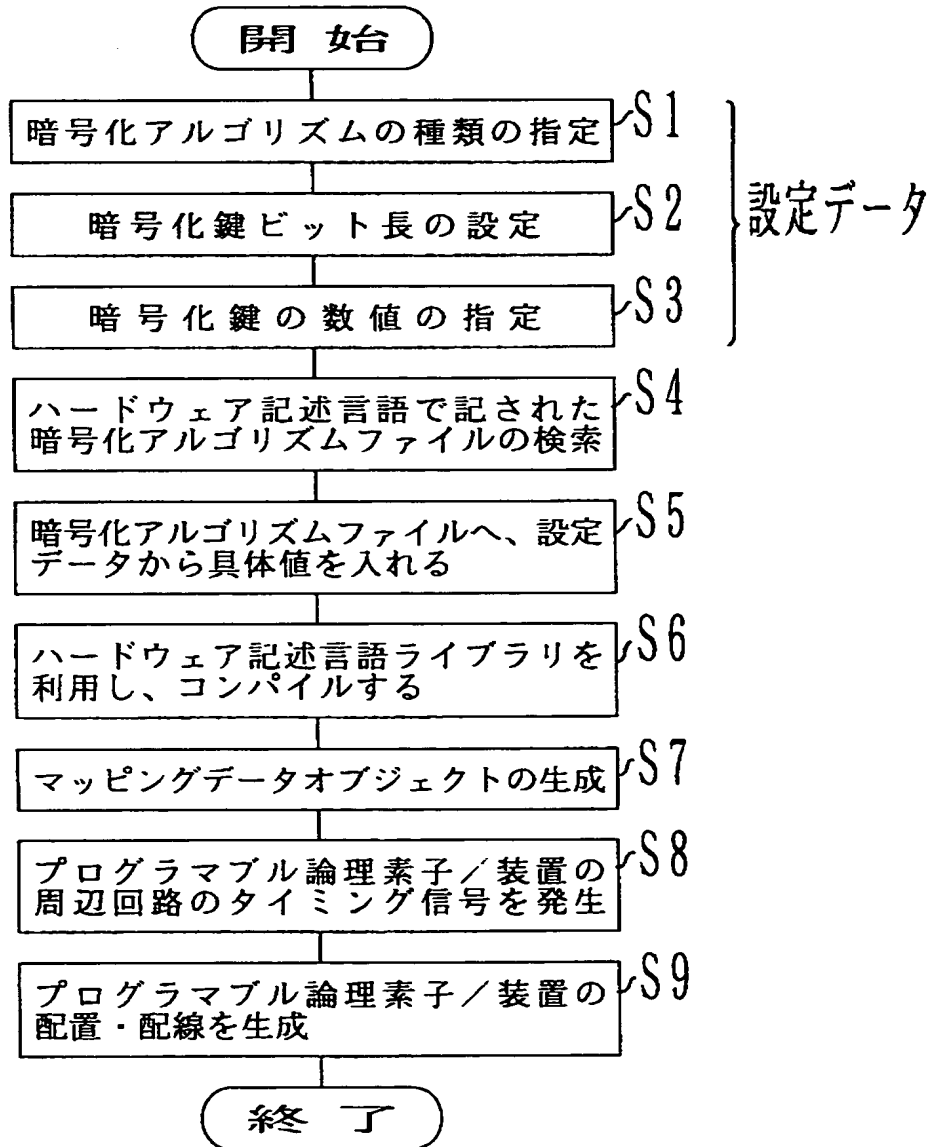 開始
暗号化アルゴリズムの種類の指定
S1
暗号化鍵ビット長の設定
S2
設定データ
暗号化鍵の数値の指定
S3
ハードウェア記述言語で記された
暗号化アルゴリズムファイルの検索
S4
暗号化アルゴリズムファイルへ、設定
データから具体値を入れる
S5
ハードウェア記述言語ライブラリを
利用し、コンパイルする
S6
マッピングデータオブジェクトの生成
S7
プログラマブル論理素子／装置の
周辺回路のタイミング信号を発生
S8
プログラマブル論理素子／装置の
配置・配線を生成
S9
終了